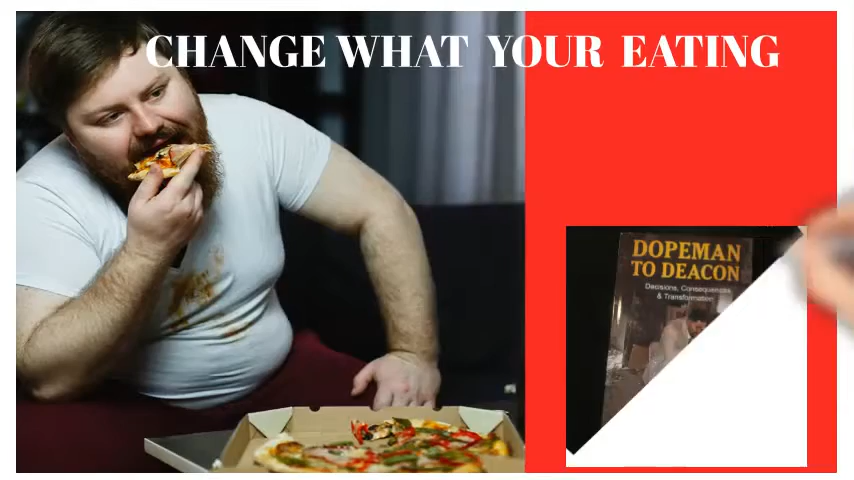 CHANGE WHAT YOUR EATING
DOPEMAN
TO DEACON
Decisions, Consequences
& Transformation